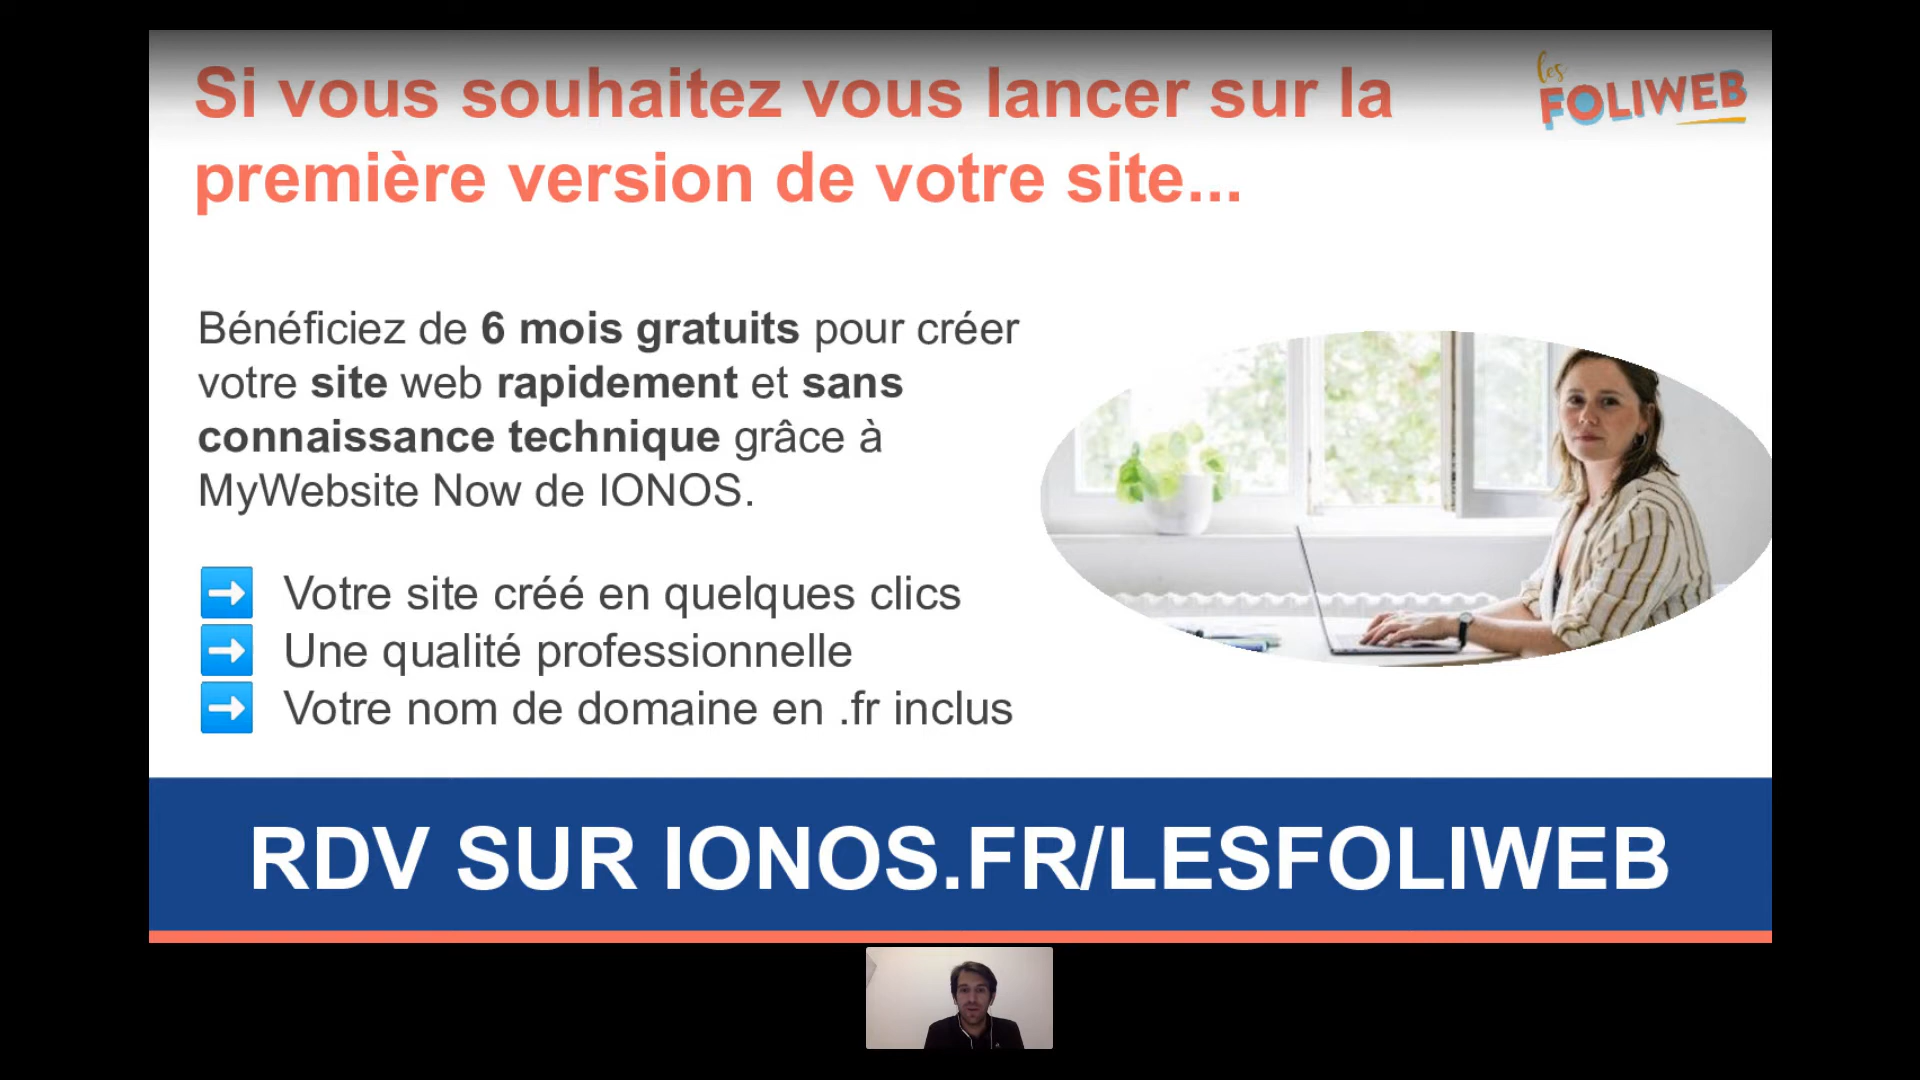 Si vous souhaitez vous lancer sur la
première version de votre site...
les
FOLIWEB
Bénéficiez de 6 mois gratuits pour créer
votre site web rapidement et sans
connaissance technique grâce à
MyWebsite Now de IONOS.
Votre site créé en quelques clics
Une qualité professionnelle
Votre nom de domaine en .fr inclus
RDV SUR IONOS.FR/LESFOLIWEB